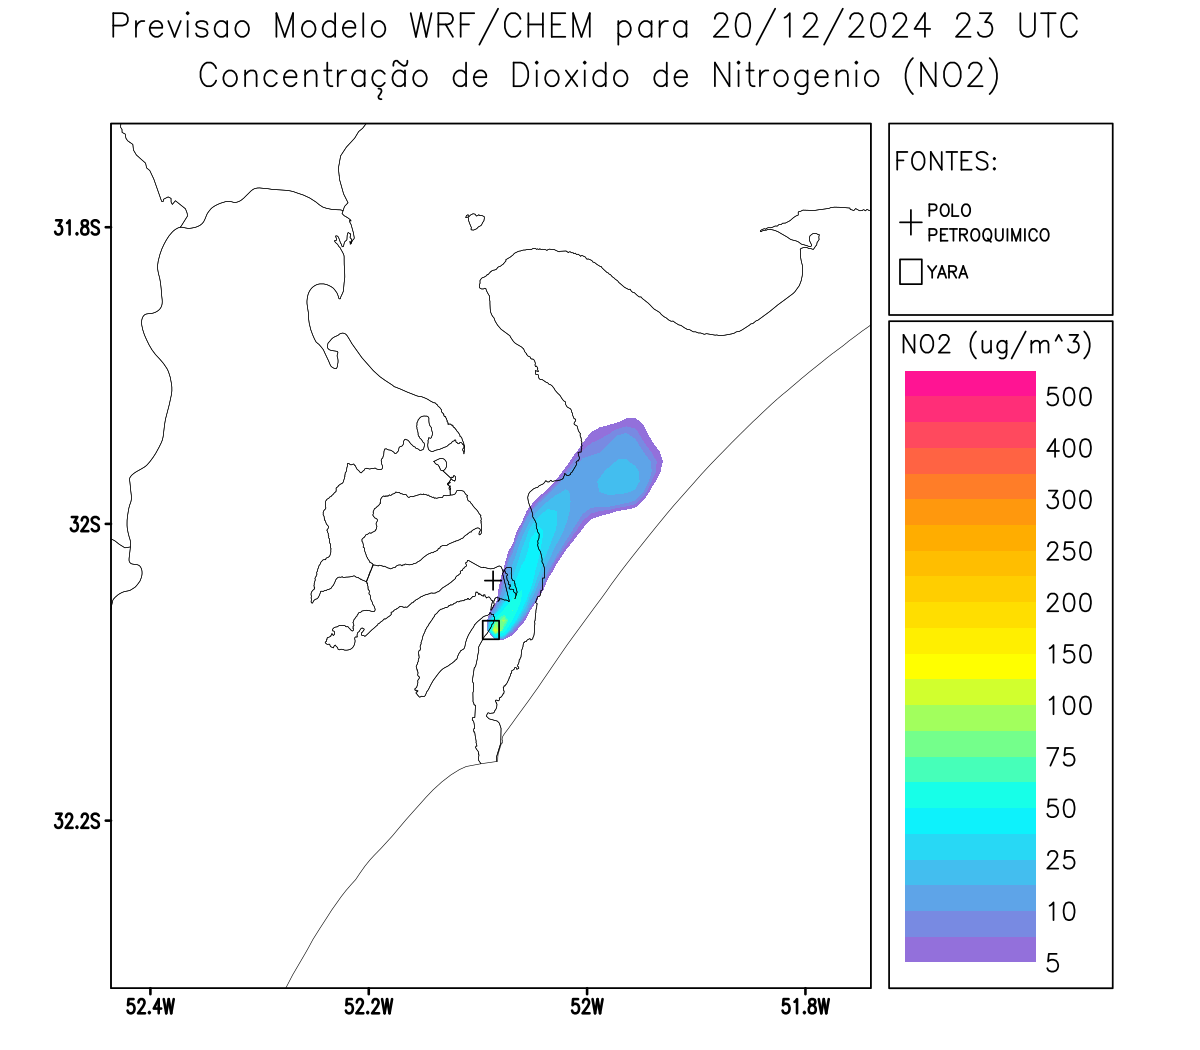 Previsao Modelo WRF/CHEM para 20/12/2024 23 UTC
Concentração de Dioxido de Nitrogenio (NO2)
FONTES:
POLO
PETROQUIMICO
YARA
NO2 (ug/m^3)
500
400
300
250
200
150
100
75
50
25
10
5
31.8S
32S
32.2S
52.4W
52.2W
52W
51.8W